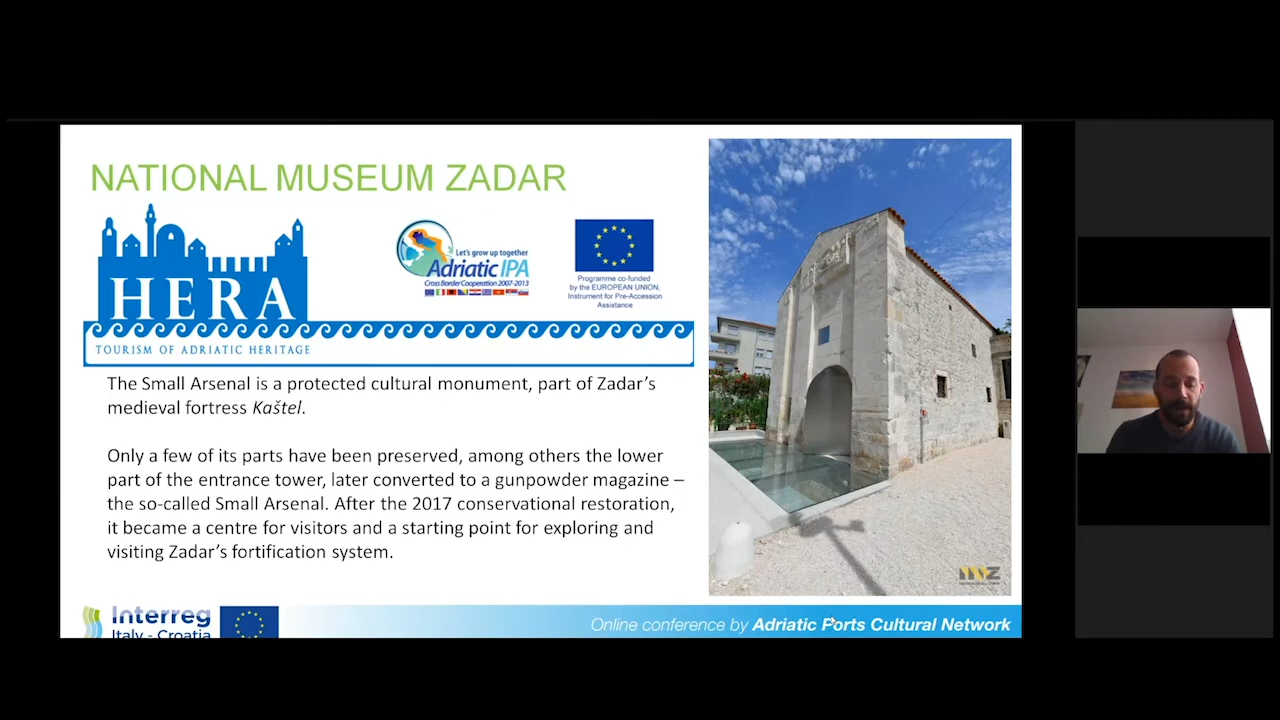 NATIONAL MUSEUM ZADAR
HERA
TOURISM OF ADRIATIC HERITAGE
Let's grow up together
Adriatic IPA
Cross Border Cooperation 2007-2013
Programme co-funded
by the EUROPEAN UNION,
Instrument for Pre-Accession
Assistance
The Small Arsenal is a protected cultural monument, part of Zadar's
medieval fortress Kaštel.
Only a few of its parts have been preserved, among others the lower
part of the entrance tower, later converted to a gunpowder magazine –
the so-called Small Arsenal. After the 2017 conservational restoration,
it became a centre for visitors and a starting point for exploring and
visiting Zadar's fortification system.
Interreg
Italy - Croatia
Online conference by Adriatic Ports Cultural Network